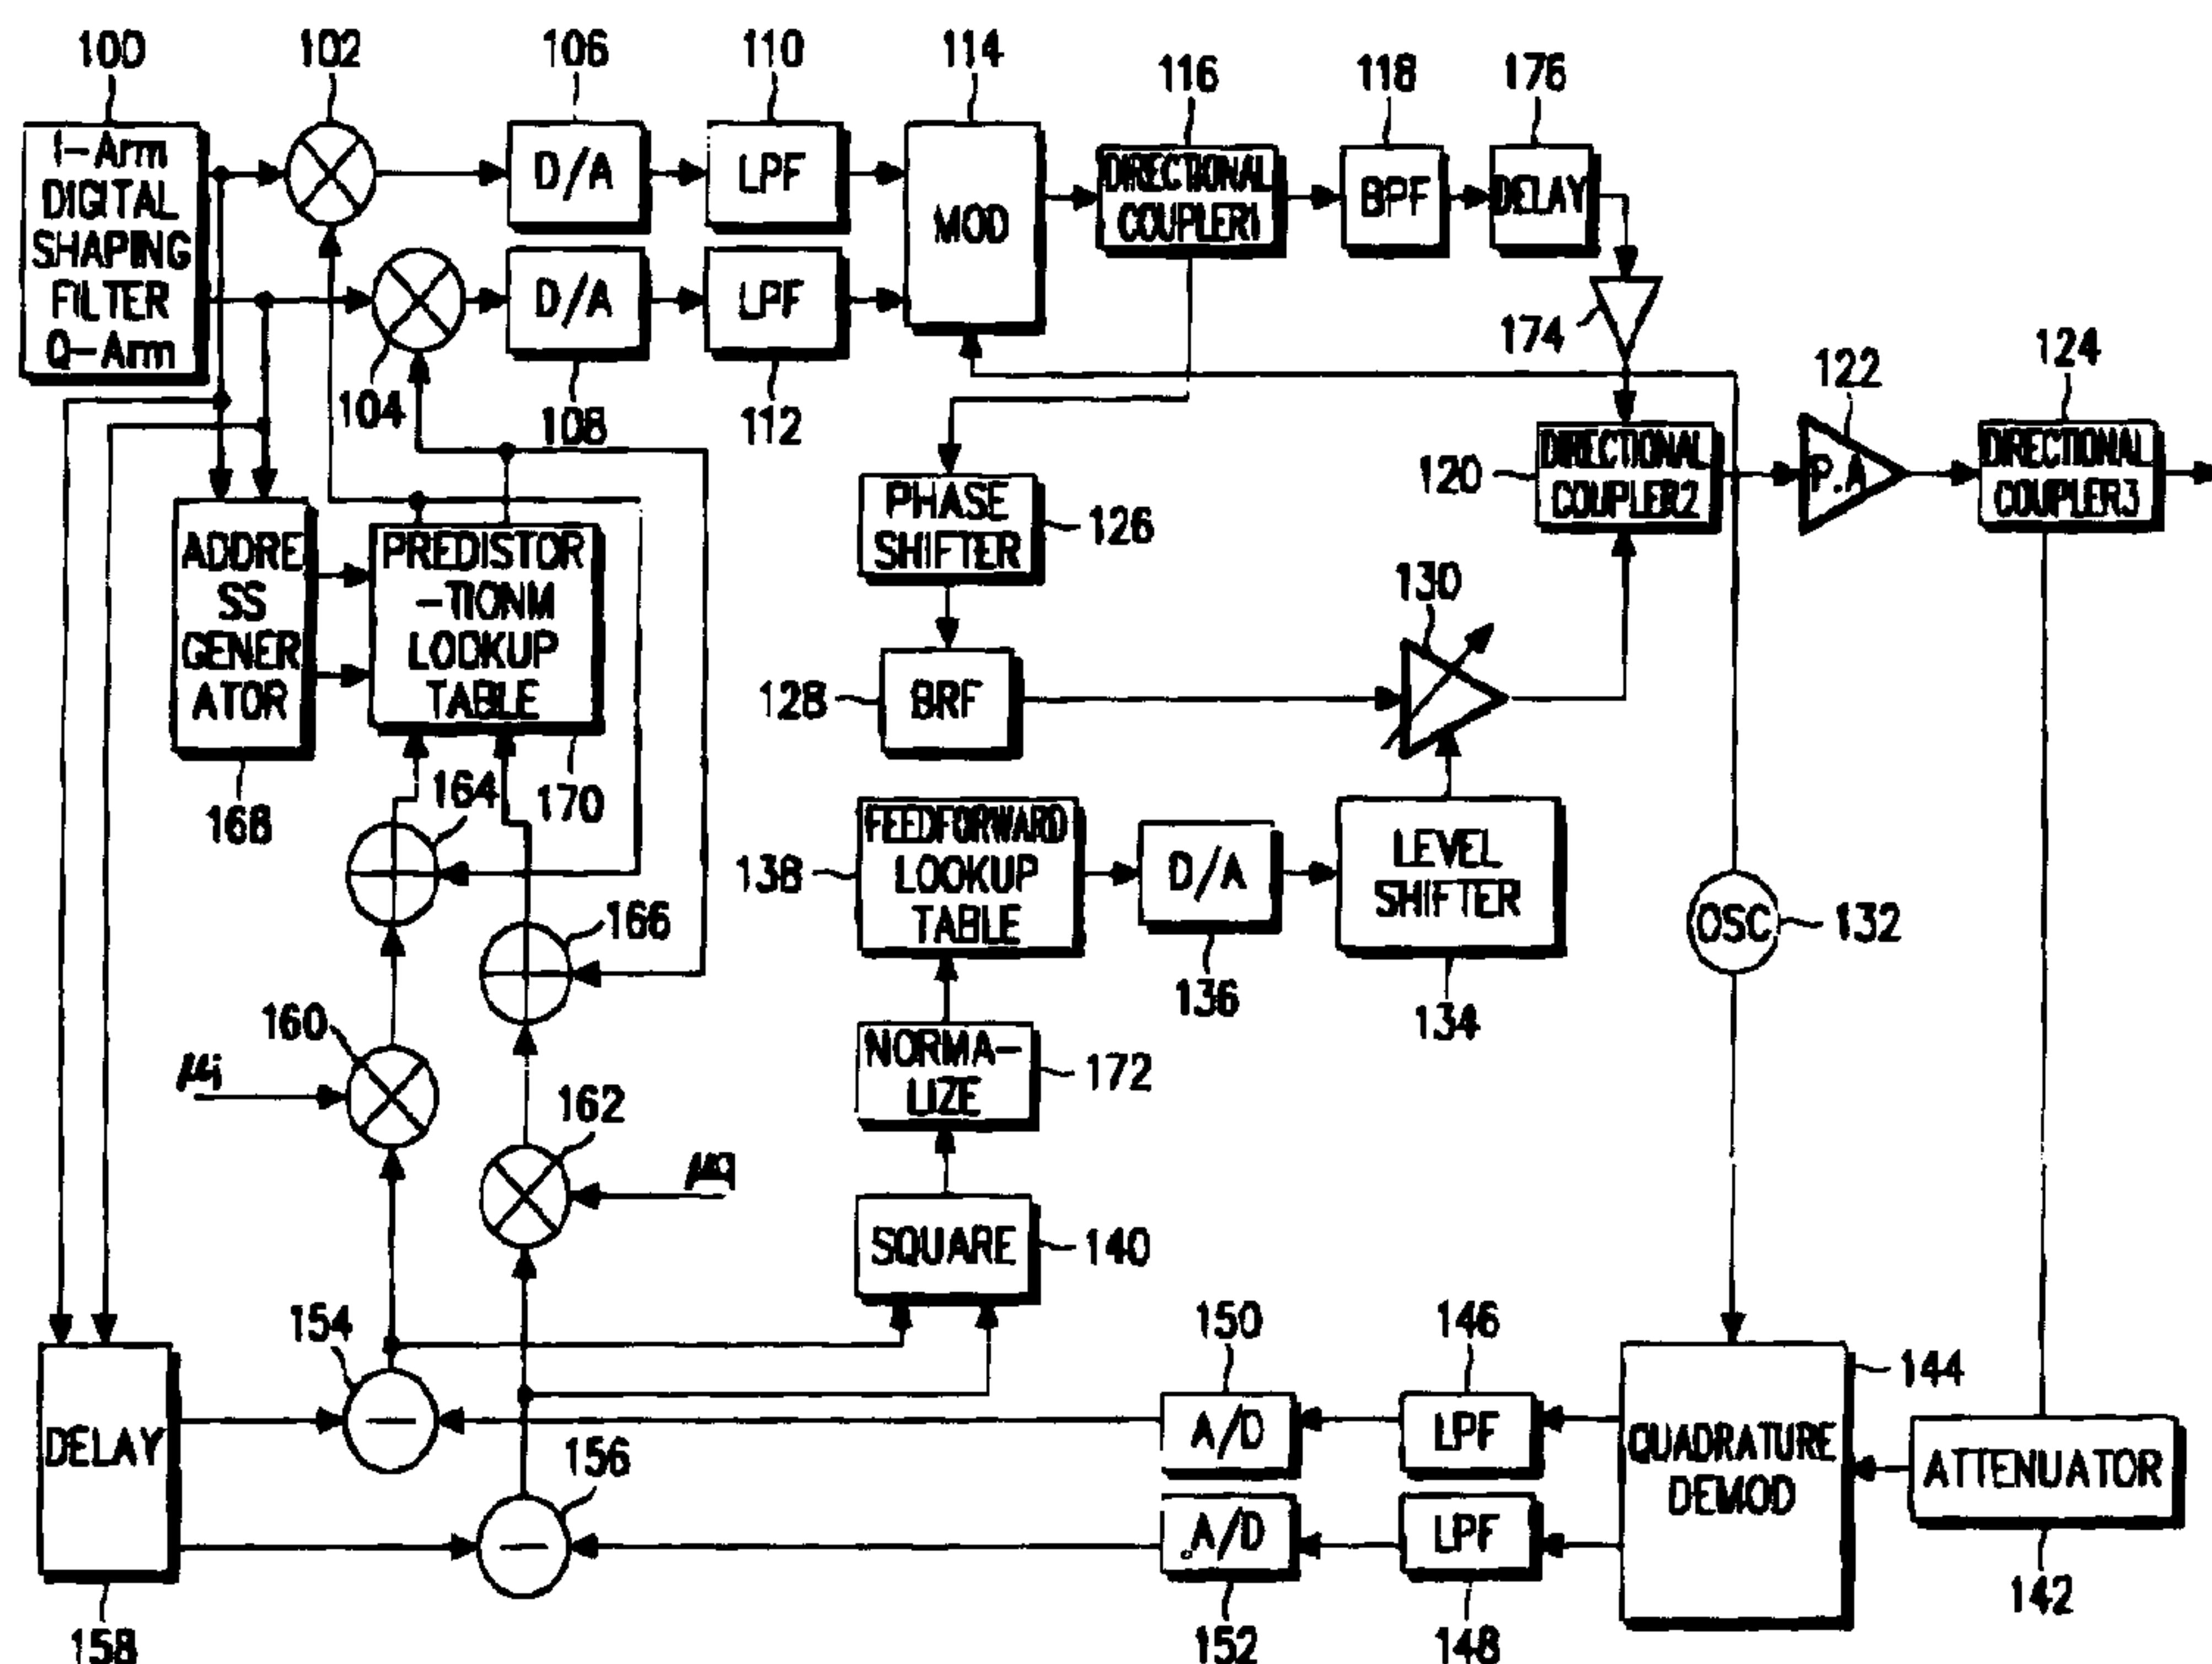 100
102
106
110
114
116
118
176
I-Arm
DIGITAL
SHAPING
FILTER
Q-Arm
D/A
LPF
MOD
DIRECTIONAL
COUPLER1
BPF
DELAY
D/A
LPF
174
104
108
112
122
124
120
DIRECTIONAL
COUPLER2
P.A
DIRECTIONAL
COUPLER3
PHASE
SHIFTER
126
ADDRE
SS
GENER
ATOR
PREDISTOR
-TIONM
LOOKUP
TABLE
130
128
BRF
168
164
170
138
FEEDFORWARD
LOOKUP
TABLE
D/A
LEVEL
SHIFTER
OSC
132
166
136
134
160
μi
NORMA-
LIZE
172
162
μq
SQUARE
140
154
150
146
144
DELAY
A/D
LPF
QUADRATURE
DEMOD
ATTENUATOR
156
A/D
LPF
142
158
152
148